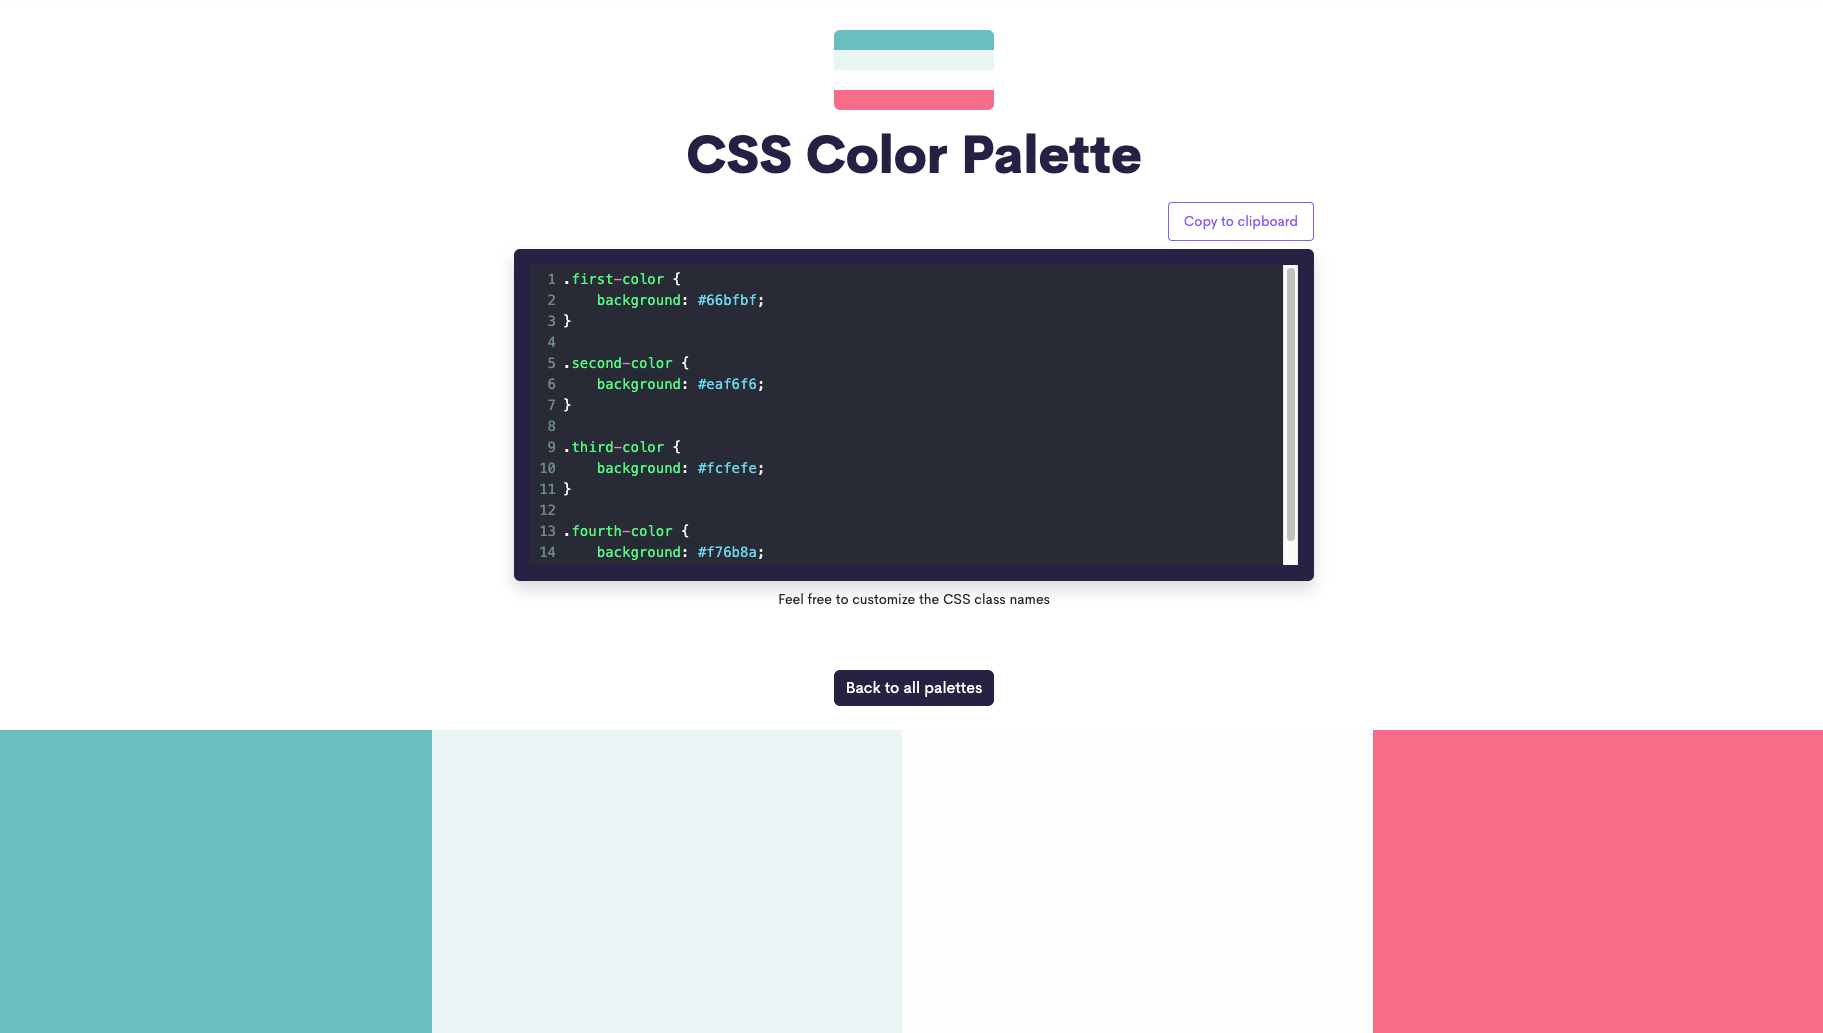 CSS Color Palette
Copy to clipboard
1 .first-color {
2     background: #66bfbf;
3 }
4
5 .second-color {
6     background: #eaf6f6;
7 }
8
9 .third-color {
10     background: #fcfefe;
11 }
12
13 .fourth-color {
14     background: #f76b8a;
Feel free to customize the CSS class names
Back to all palettes